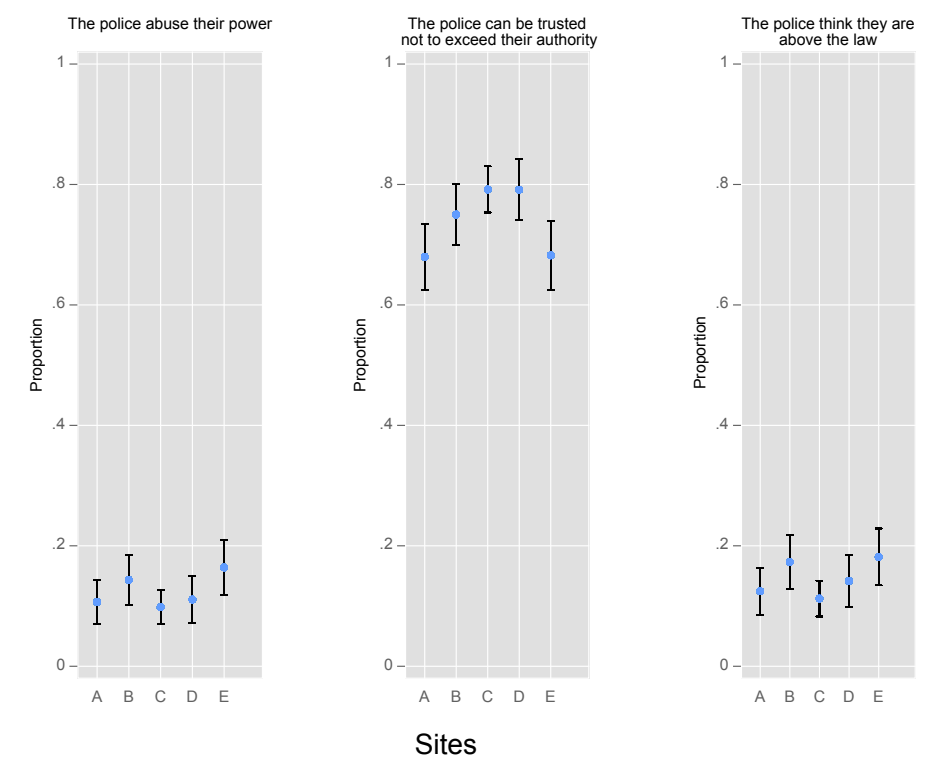 The police abuse their power
The police can be trusted
not to exceed their authority
The police think they are
above the law
1
.8
.6
.4
.2
0
Proportion
A B C D E
1
.8
.6
.4
.2
0
Proportion
A B C D E
1
.8
.6
.4
.2
0
Proportion
A B C D E
Sites